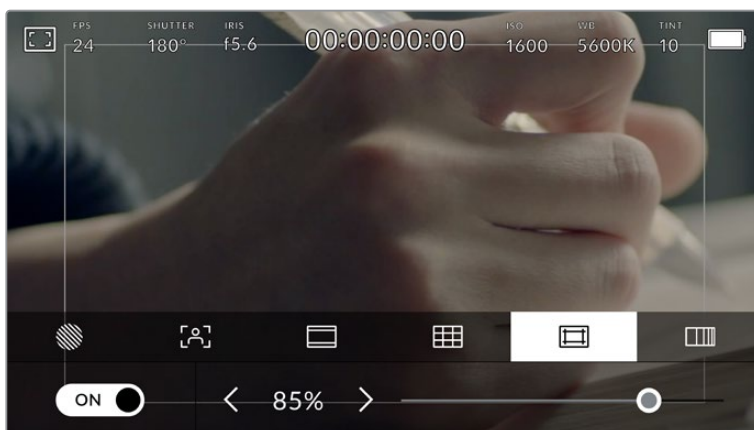 FPS SHUTTER IRIS ISO WB TINT
24 180° f5.6 00:00:00:00 1600 5600K 10
ON 85%